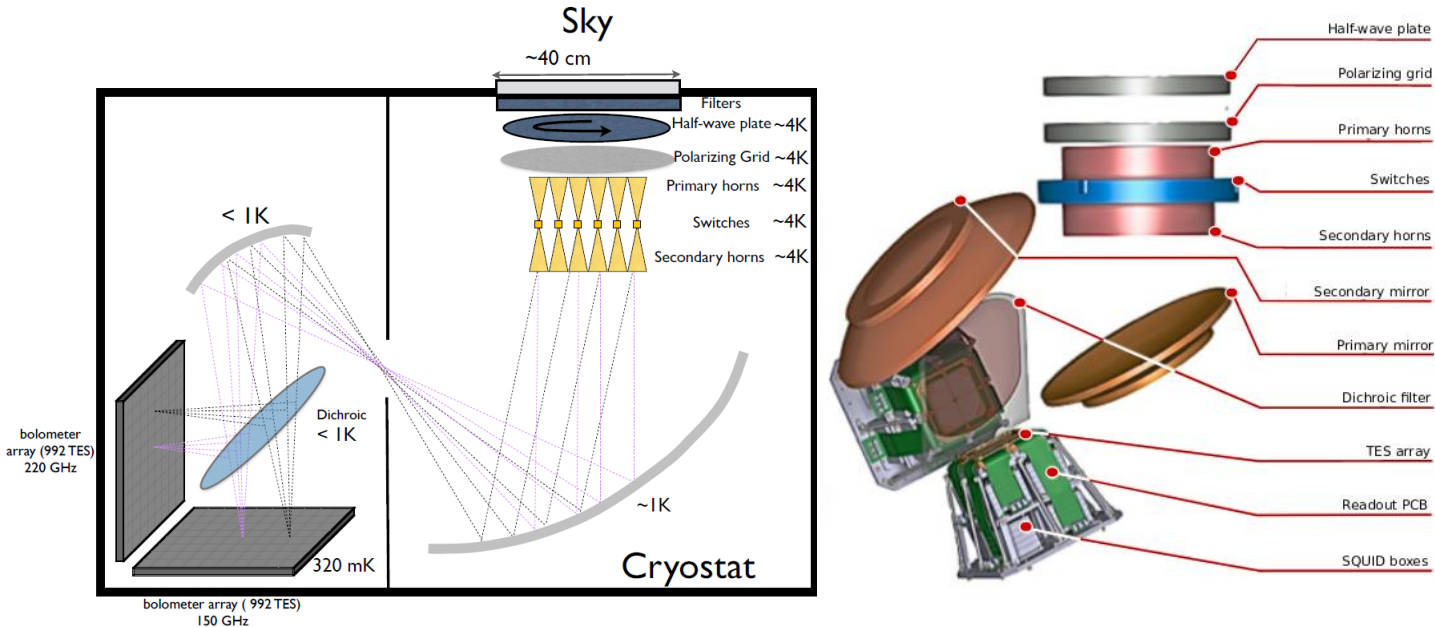 Sky
~40 cm
Filters
Half-wave plate ~4K
Polarizing Grid ~4K
Primary horns ~4K
Switches ~4K
Secondary horns ~4K
< 1K
Dichroic
< 1K
bolometer
array (992 TES)
220 GHz
~1K
320 mK
Cryostat
bolometer array ( 992 TES)
150 GHz
Half-wave plate
Polarizing grid
Primary horns
Switches
Secondary horns
Secondary mirror
Primary mirror
Dichroic filter
TES array
Readout PCB
SQUID boxes